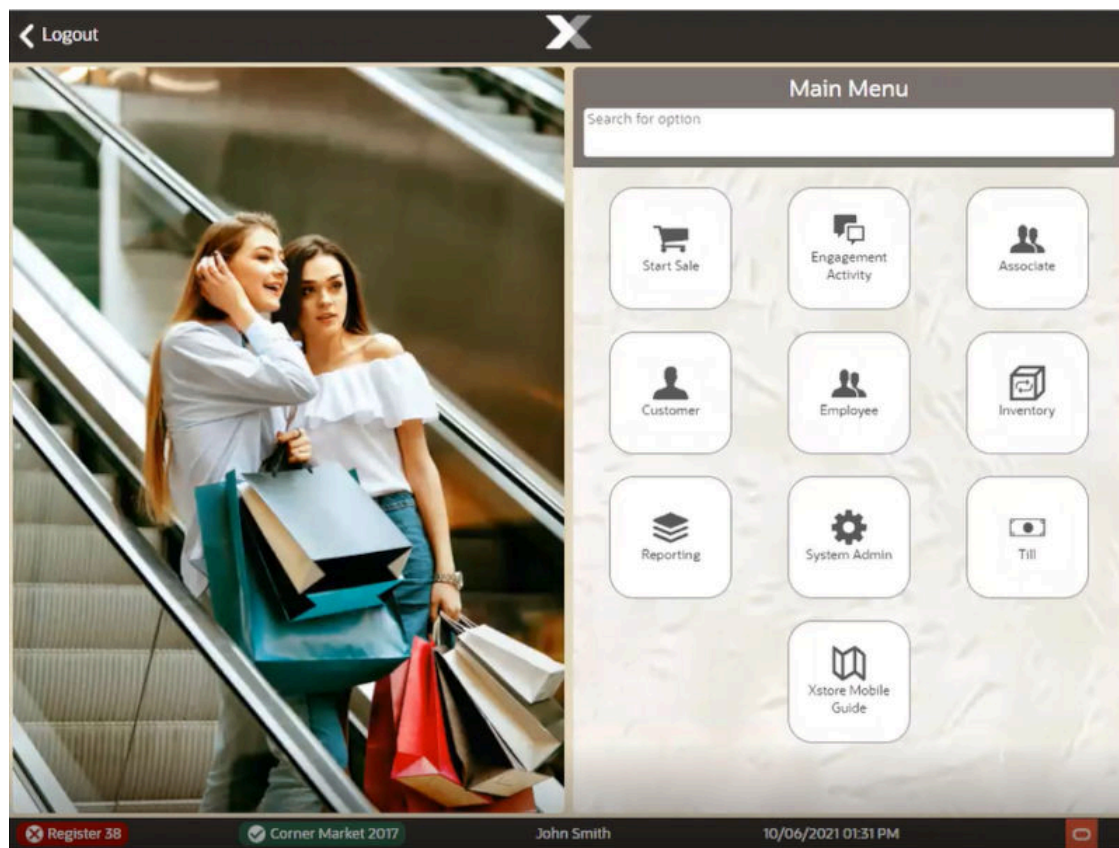 Logout
Main Menu
Search for option
Start Sale
Engagement
Activity
Associate
Customer
Employee
Inventory
Reporting
System Admin
Till
Xstore Mobile
Guide
Register 38
Corner Market 2017
John Smith
10/06/2021 01:31 PM